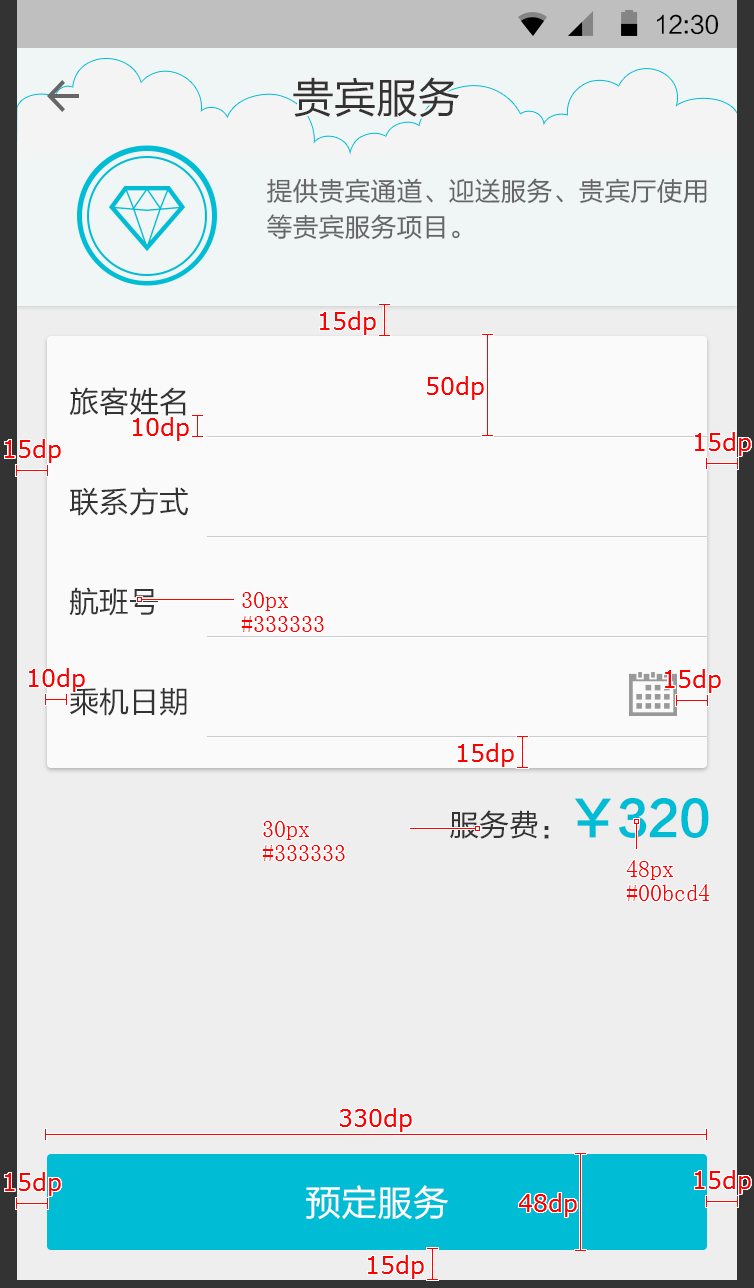 12:30
贵宾服务
提供贵宾通道、迎送服务、贵宾厅使用
等贵宾服务项目。
15dp
50dp
旅客姓名
10dp
15dp
15dp
联系方式
航班号
30px
#333333
10dp
15dp
乘机日期
15dp
服务费：
¥320
30px
#333333
48px
#00bcd4
330dp
15dp
15dp
预定服务
48dp
15dp